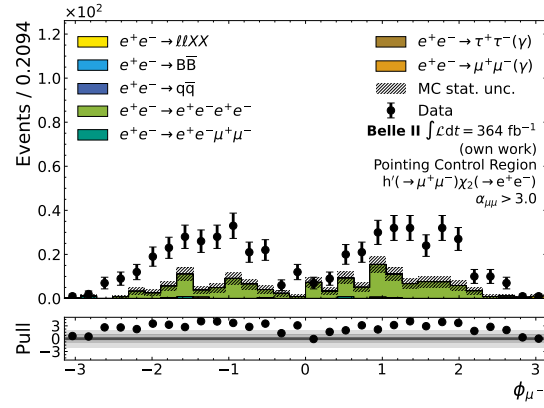 ×10²
1.2
1.0
0.8
0.6
0.4
0.2
0.0
Events / 0.2094
e⁺e⁻ → ℓℓXX
e⁺e⁻ → BB̅
e⁺e⁻ → qq̅
e⁺e⁻ → e⁺e⁻e⁺e⁻
e⁺e⁻ → e⁺e⁻μ⁺μ⁻
e⁺e⁻ → τ⁺τ⁻(γ)
e⁺e⁻ → μ⁺μ⁻(γ)
MC stat. unc.
Data
Belle II ∫ℒdt = 364 fb⁻¹
(own work)
Pointing Control Region
h′(→ μ⁺μ⁻)χ₂(→ e⁺e⁻)
α_μμ > 3.0
Pull
3
0
−3
−3 −2 −1 0 1 2 3
ϕ_μ⁻